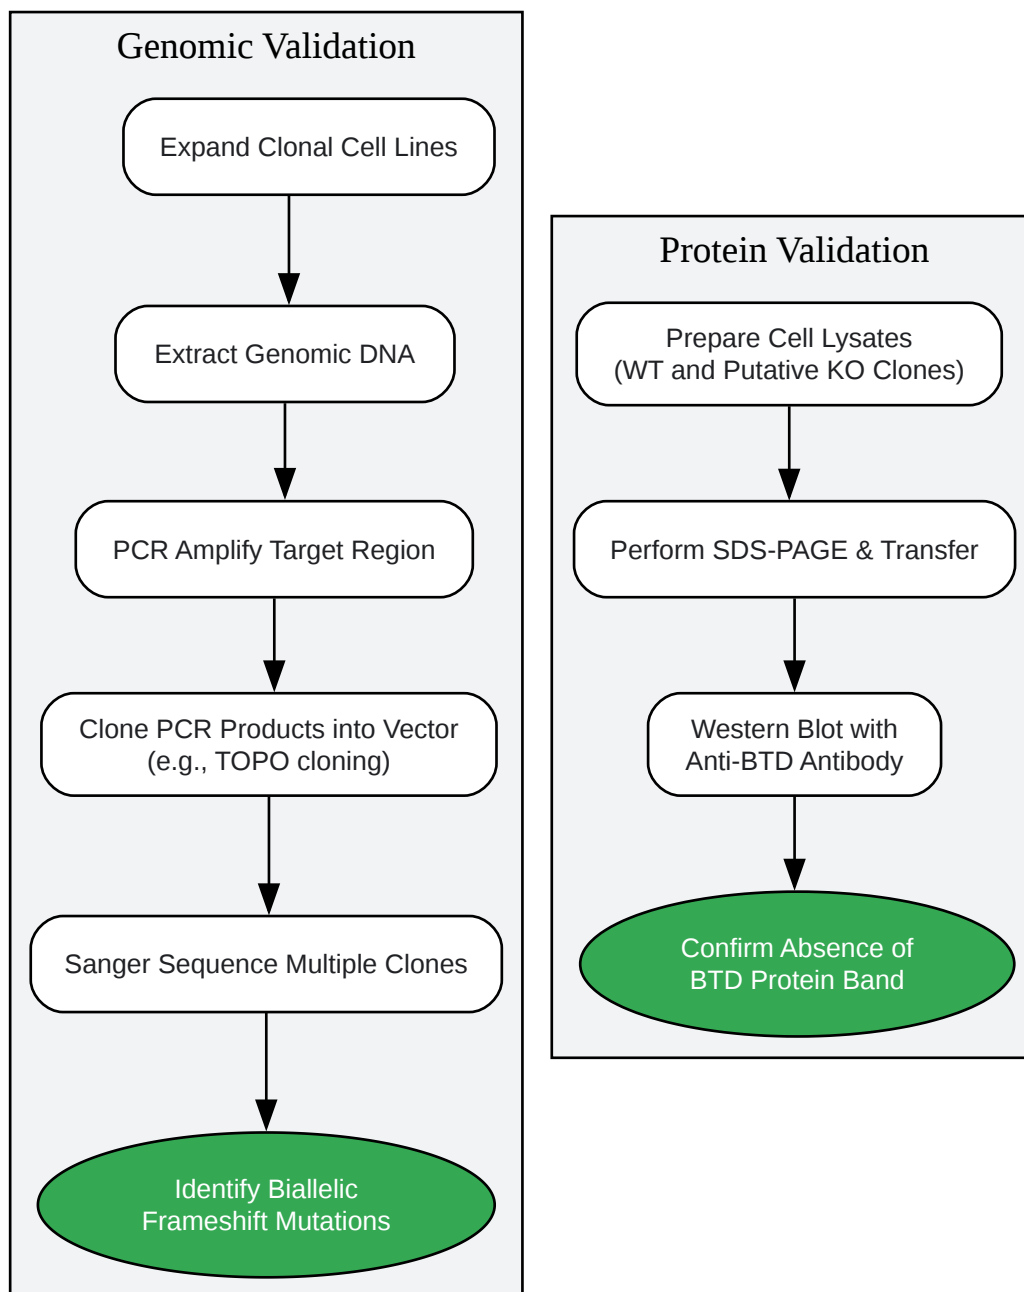 Genomic Validation
Expand Clonal Cell Lines
Extract Genomic DNA
PCR Amplify Target Region
Clone PCR Products into Vector
(e.g., TOPO cloning)
Sanger Sequence Multiple Clones
Identify Biallelic
Frameshift Mutations
Protein Validation
Prepare Cell Lysates
(WT and Putative KO Clones)
Perform SDS-PAGE & Transfer
Western Blot with
Anti-BTD Antibody
Confirm Absence of
BTD Protein Band